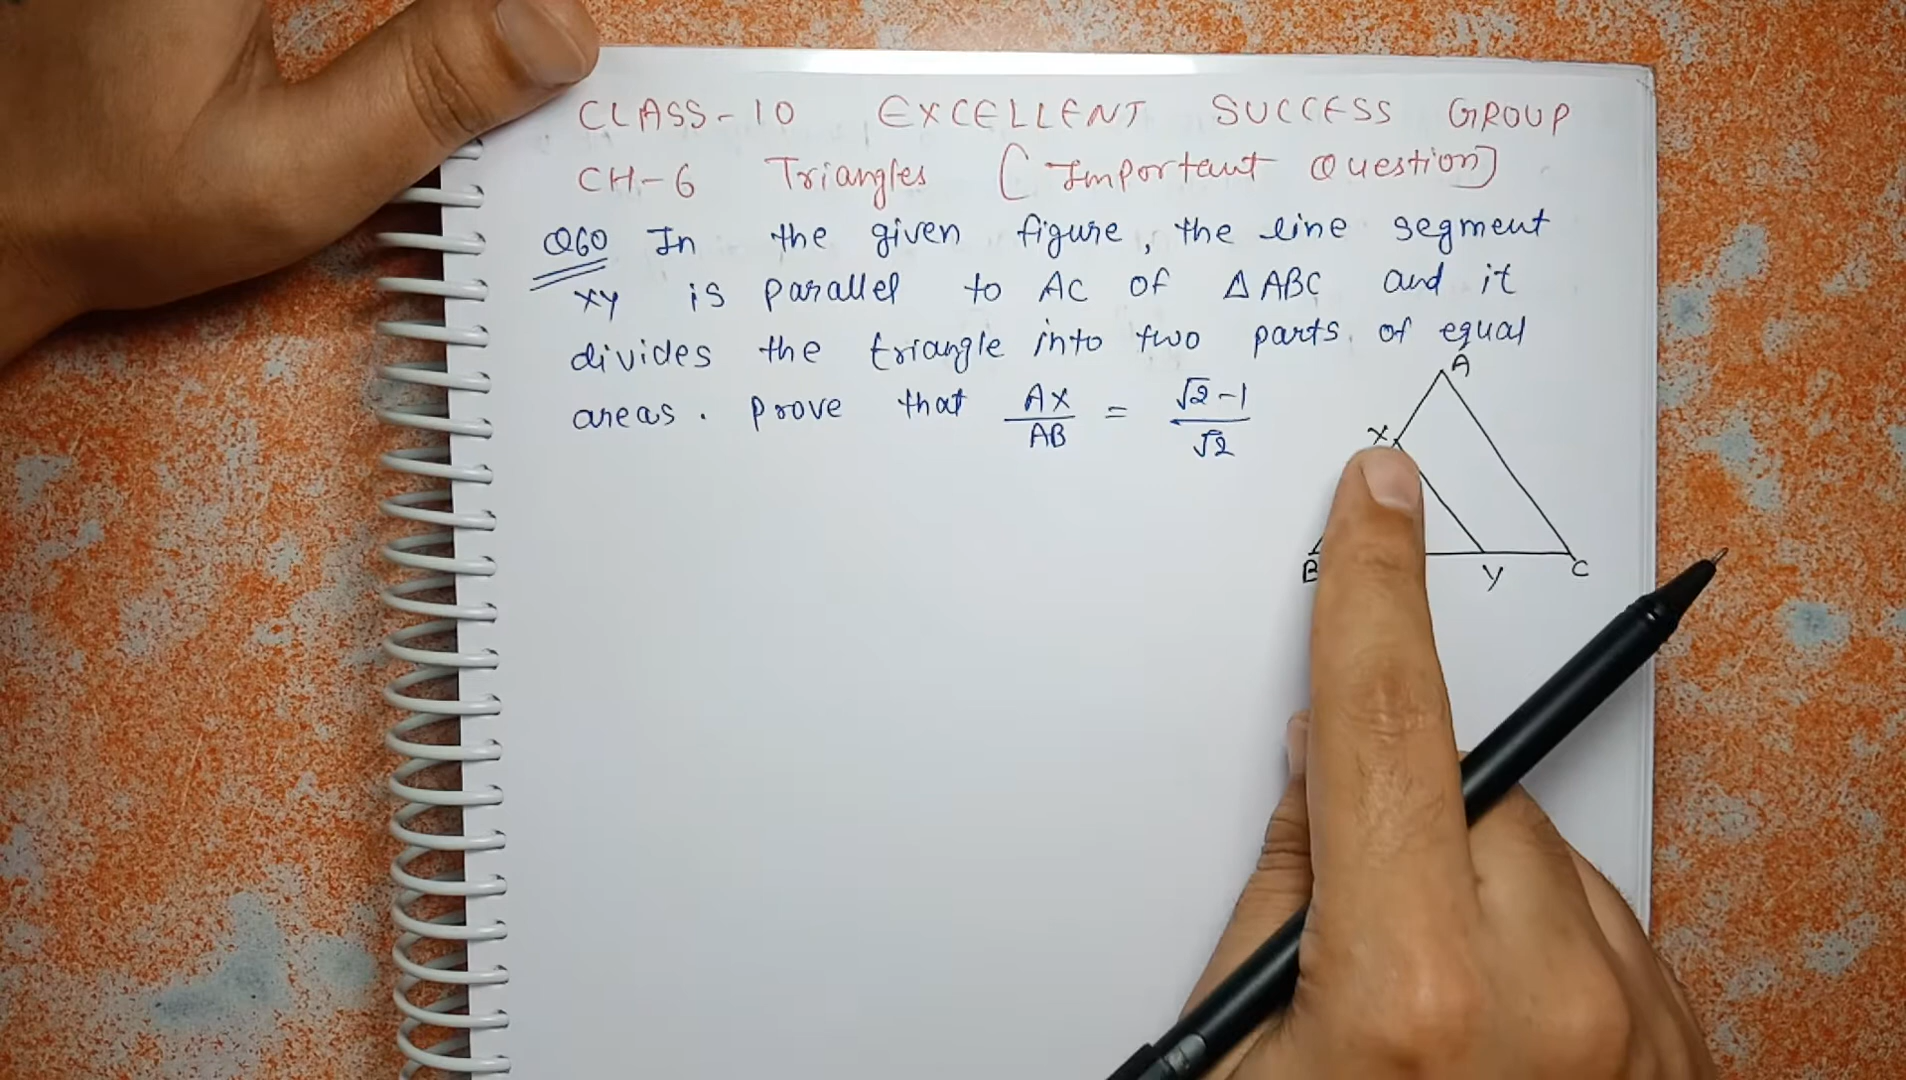 CLASS-10 EXCELLENT SUCCESS GROUP
CH-6 Triangles (Important Question]
Q60 In the given figure, the line segment
XY is parallel to AC of △ABC and it
divides the triangle into two parts of equal
areas. Prove that AX/AB = √2-1/√2
A
X
B
Y
C